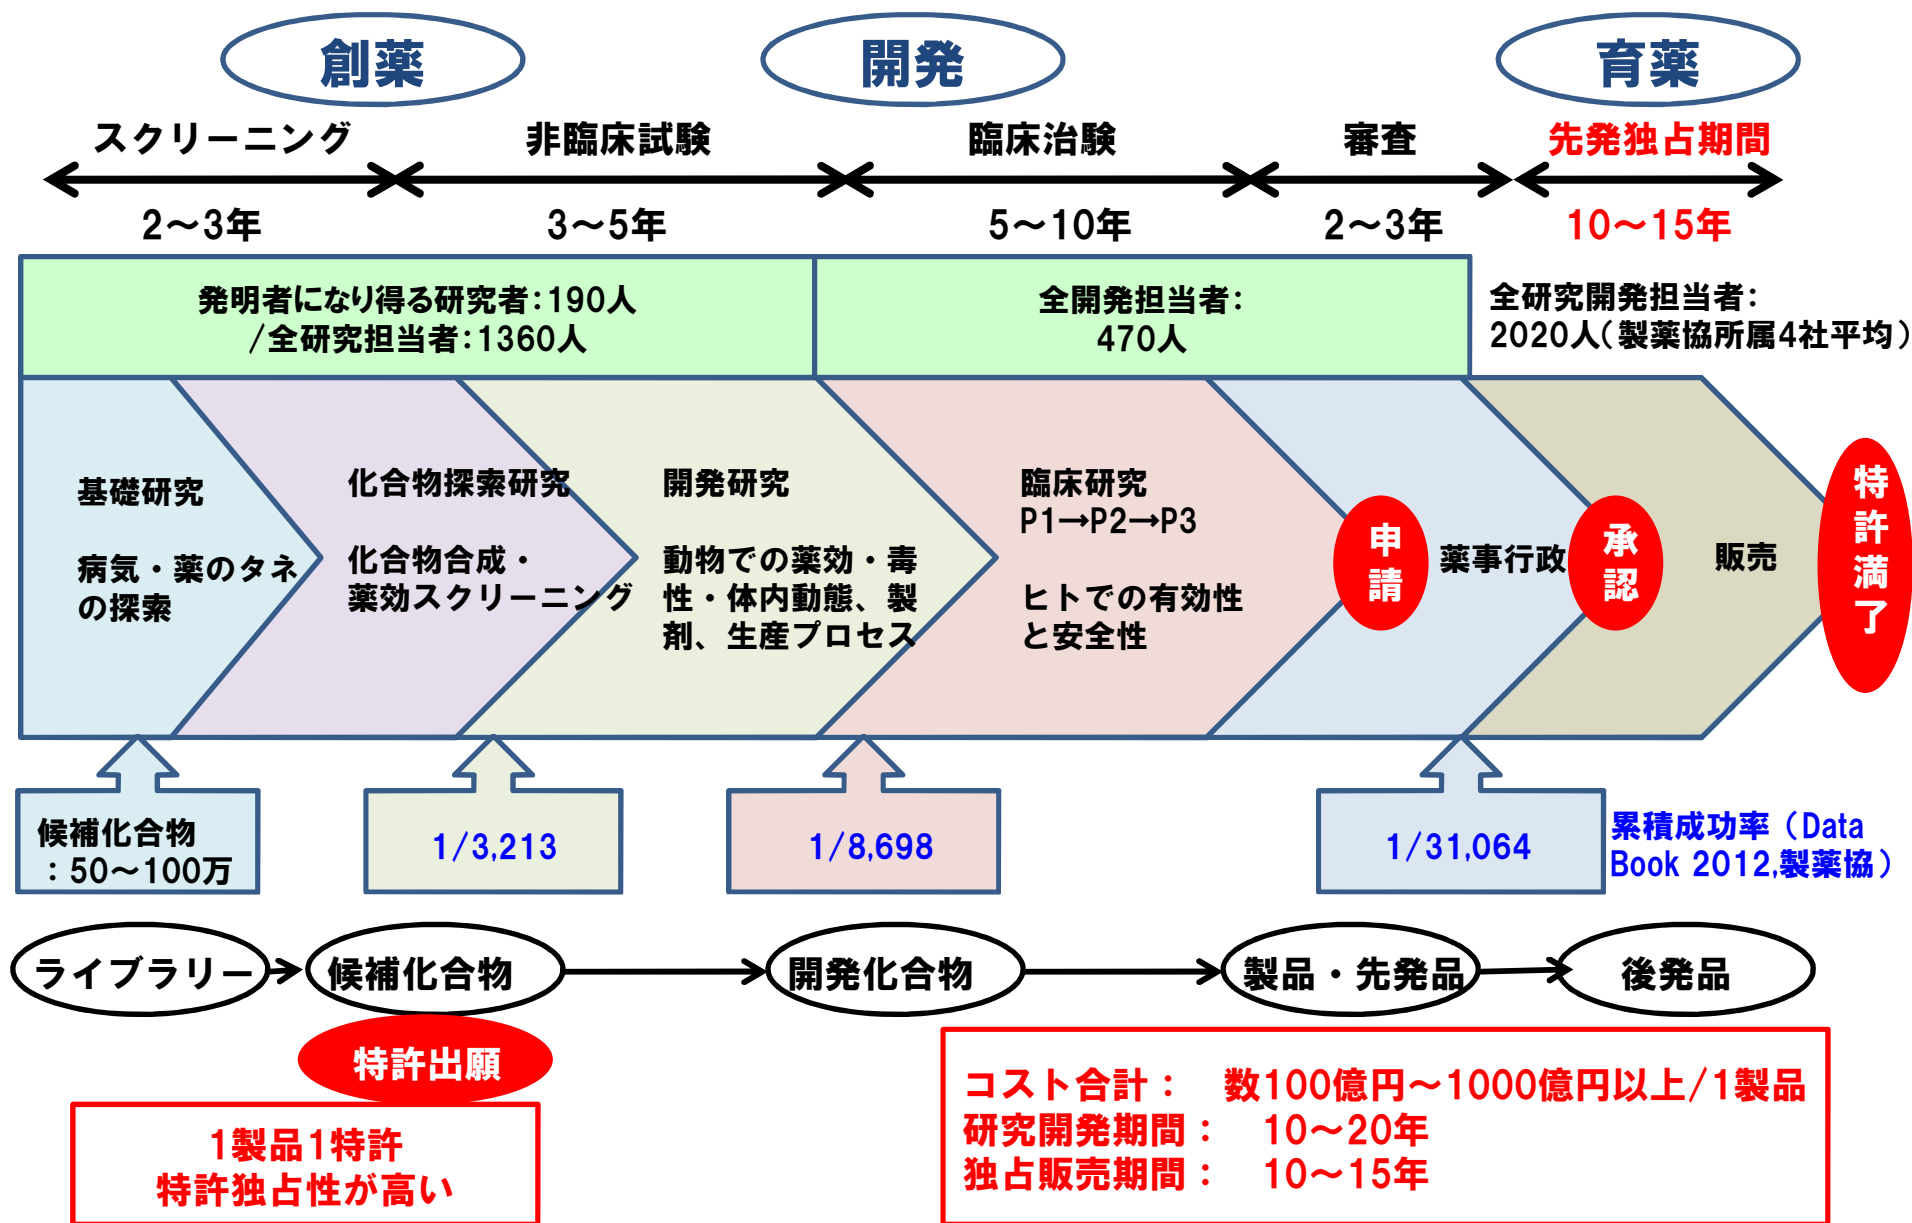 創薬
開発
育薬
スクリーニング
非臨床試験
臨床治験
審査
先発独占期間
2～3年
3～5年
5～10年
2～3年
10～15年
発明者になり得る研究者：190人
/全研究担当者：1360人
全開発担当者：
470人
全研究開発担当者：
2020人（製薬協所属4社平均）
基礎研究
病気・薬のタネ
の探索
化合物探索研究
化合物合成・
薬効スクリーニング
開発研究
動物での薬効・毒
性・体内動態、製
剤、生産プロセス
臨床研究
P1→P2→P3
ヒトでの有効性
と安全性
申請
薬事行政
承認
販売
特許満了
候補化合物
：50～100万
1/3,213
1/8,698
1/31,064
累積成功率（Data
Book 2012,製薬協）
ライブラリー
候補化合物
開発化合物
製品・先発品
後発品
特許出願
1製品1特許
特許独占性が高い
コスト合計： 数100億円～1000億円以上/1製品
研究開発期間： 10～20年
独占販売期間： 10～15年